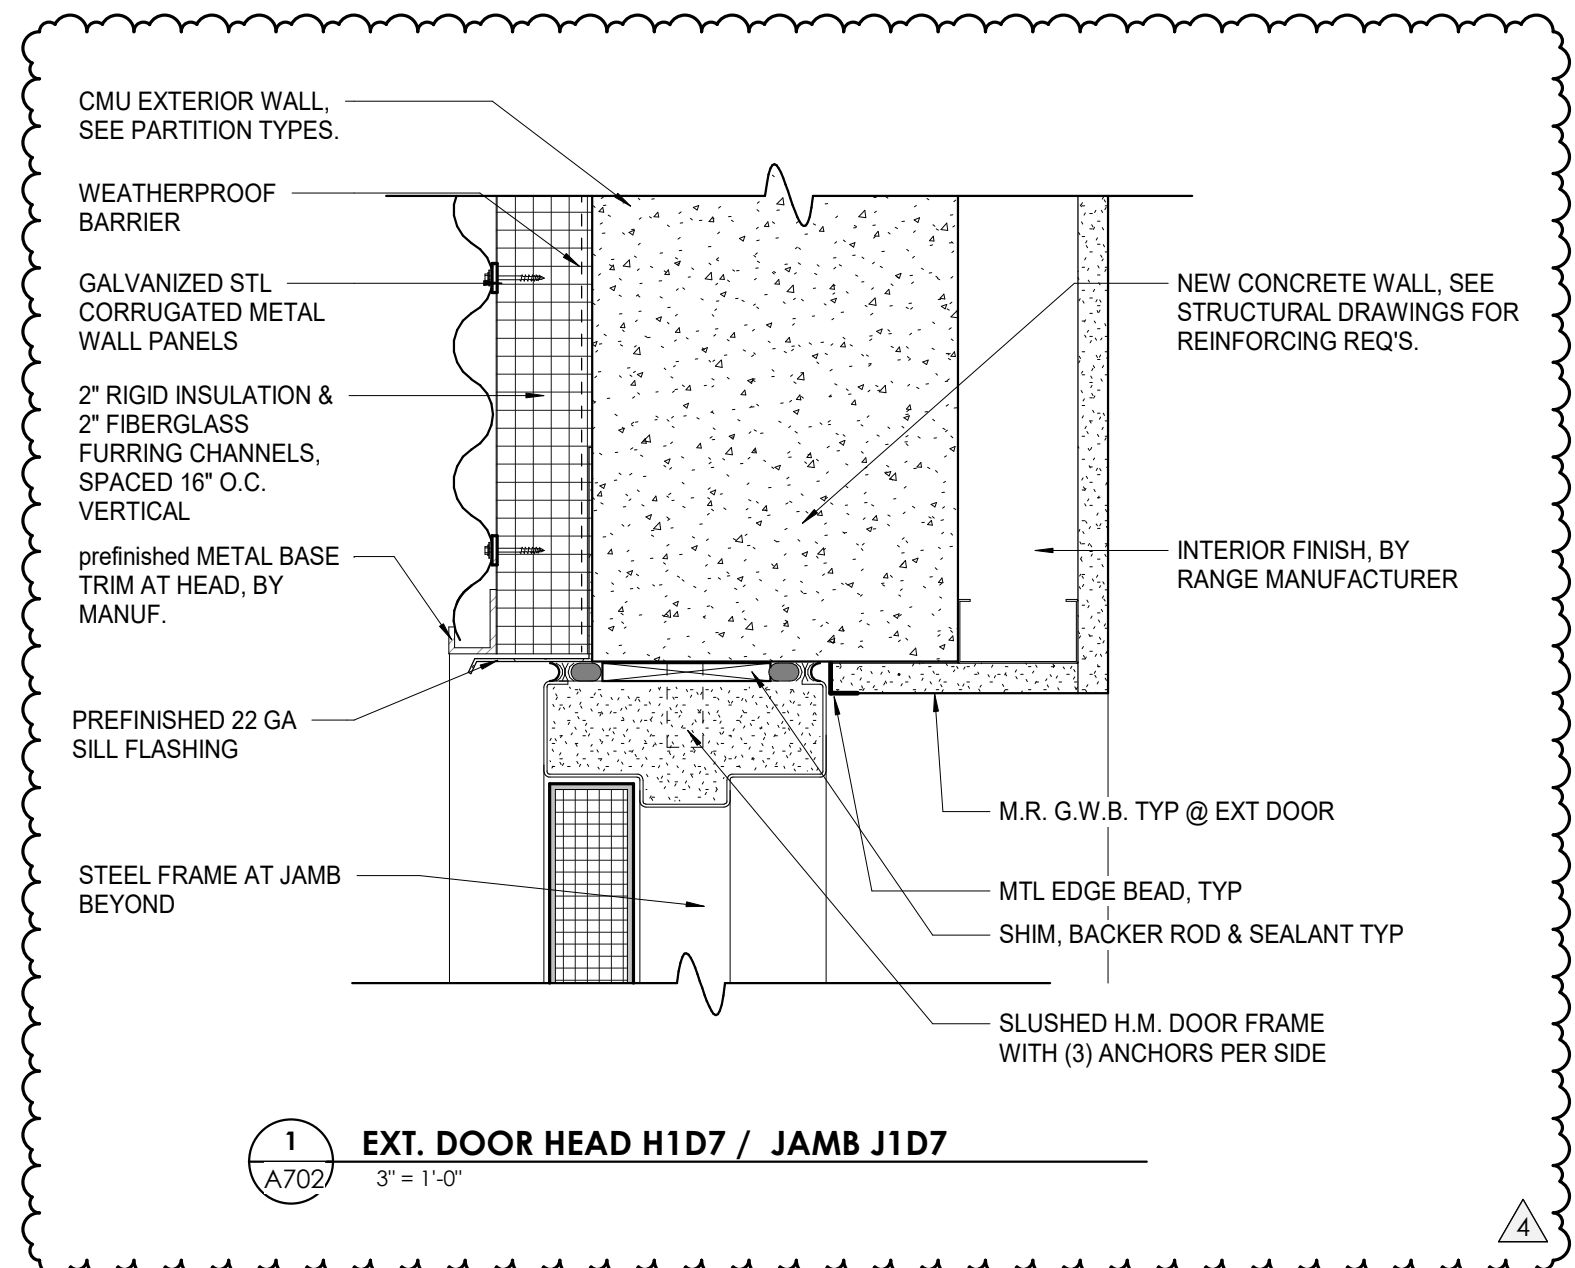 CMU EXTERIOR WALL,
SEE PARTITION TYPES.
WEATHERPROOF
BARRIER
GALVANIZED STL
CORRUGATED METAL
WALL PANELS
2" RIGID INSULATION &
2" FIBERGLASS
FURRING CHANNELS,
SPACED 16" O.C.
VERTICAL
prefinished METAL BASE
TRIM AT HEAD, BY
MANUF.
PREFINISHED 22 GA
SILL FLASHING
STEEL FRAME AT JAMB
BEYOND
NEW CONCRETE WALL, SEE
STRUCTURAL DRAWINGS FOR
REINFORCING REQ'S.
INTERIOR FINISH, BY
RANGE MANUFACTURER
M.R. G.W.B. TYP @ EXT DOOR
MTL EDGE BEAD, TYP
SHIM, BACKER ROD & SEALANT TYP
SLUSHED H.M. DOOR FRAME
WITH (3) ANCHORS PER SIDE
1
A702
EXT. DOOR HEAD H1D7 / JAMB J1D7
3" = 1'-0"
4